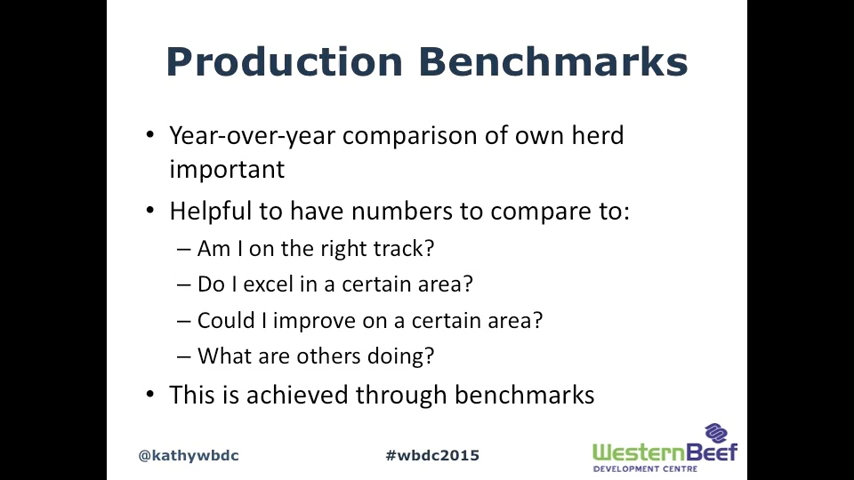 Production Benchmarks
• Year-over-year comparison of own herd
important
• Helpful to have numbers to compare to:
– Am I on the right track?
– Do I excel in a certain area?
– Could I improve on a certain area?
– What are others doing?
• This is achieved through benchmarks
@kathywbdc
#wbdc2015
WesternBeef
DEVELOPMENT CENTRE